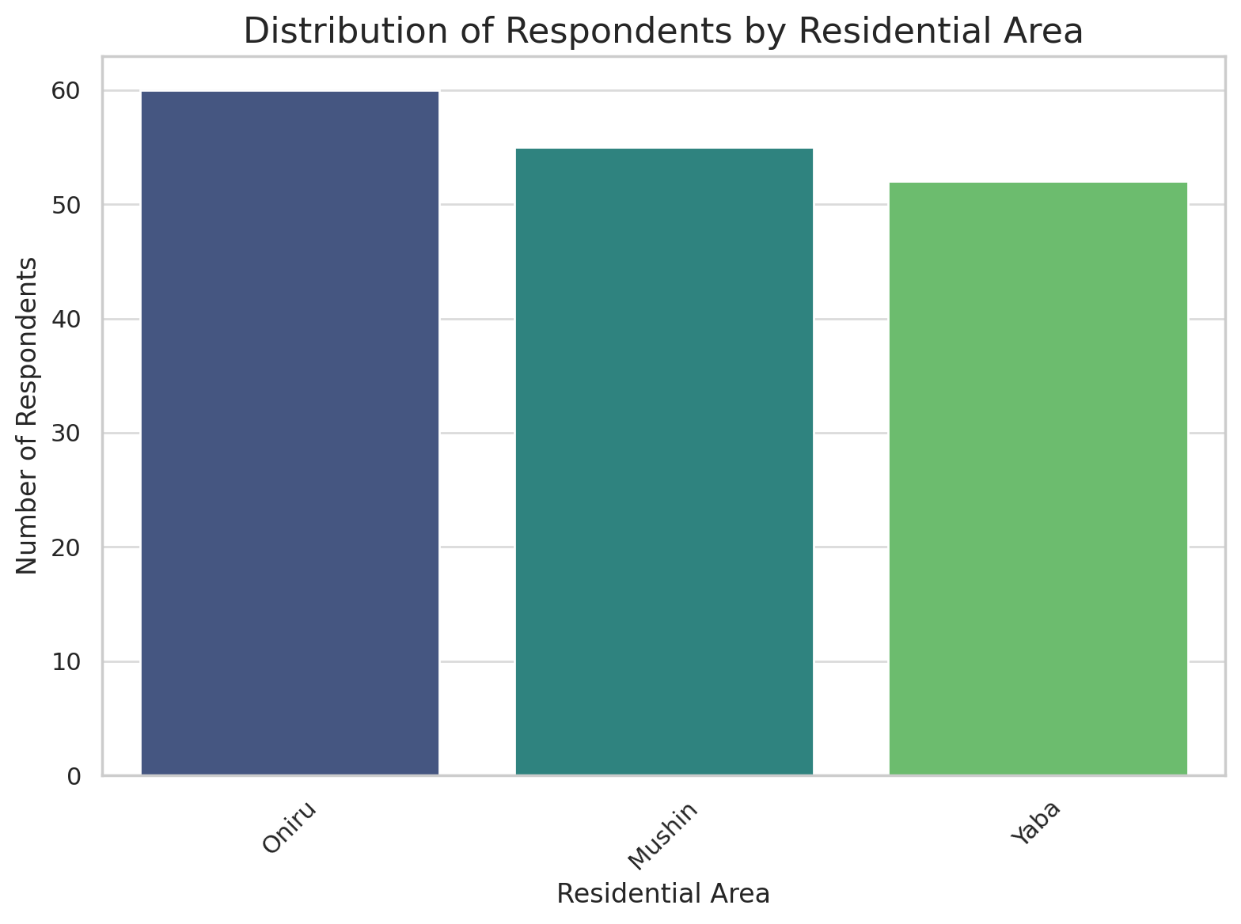 Distribution of Respondents by Residential Area
Number of Respondents
60
50
40
30
20
10
0
Oniru
Mushin
Yaba
Residential Area